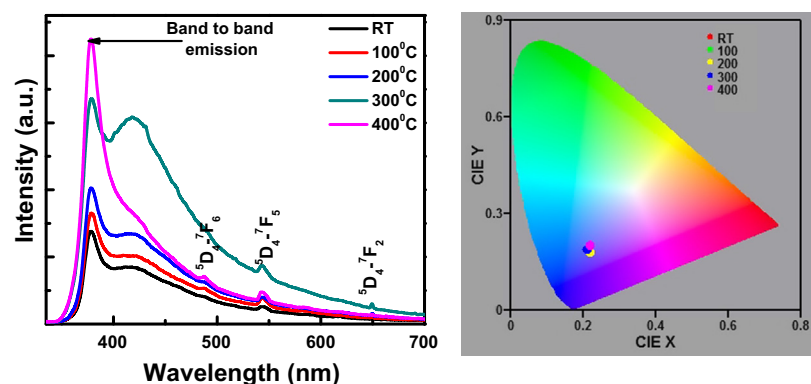 Band to band
emission
RT
100⁰C
200⁰C
300⁰C
400⁰C
⁵D₄-⁷F₆
⁵D₄-⁷F₅
⁵D₄-⁷F₂
Intensity (a.u.)
400 500 600 700
Wavelength (nm)
RT
100
200
300
400
0.9
0.6
0.3
0.0
CIE Y
0 0.2 0.4 0.6 0.8
CIE X